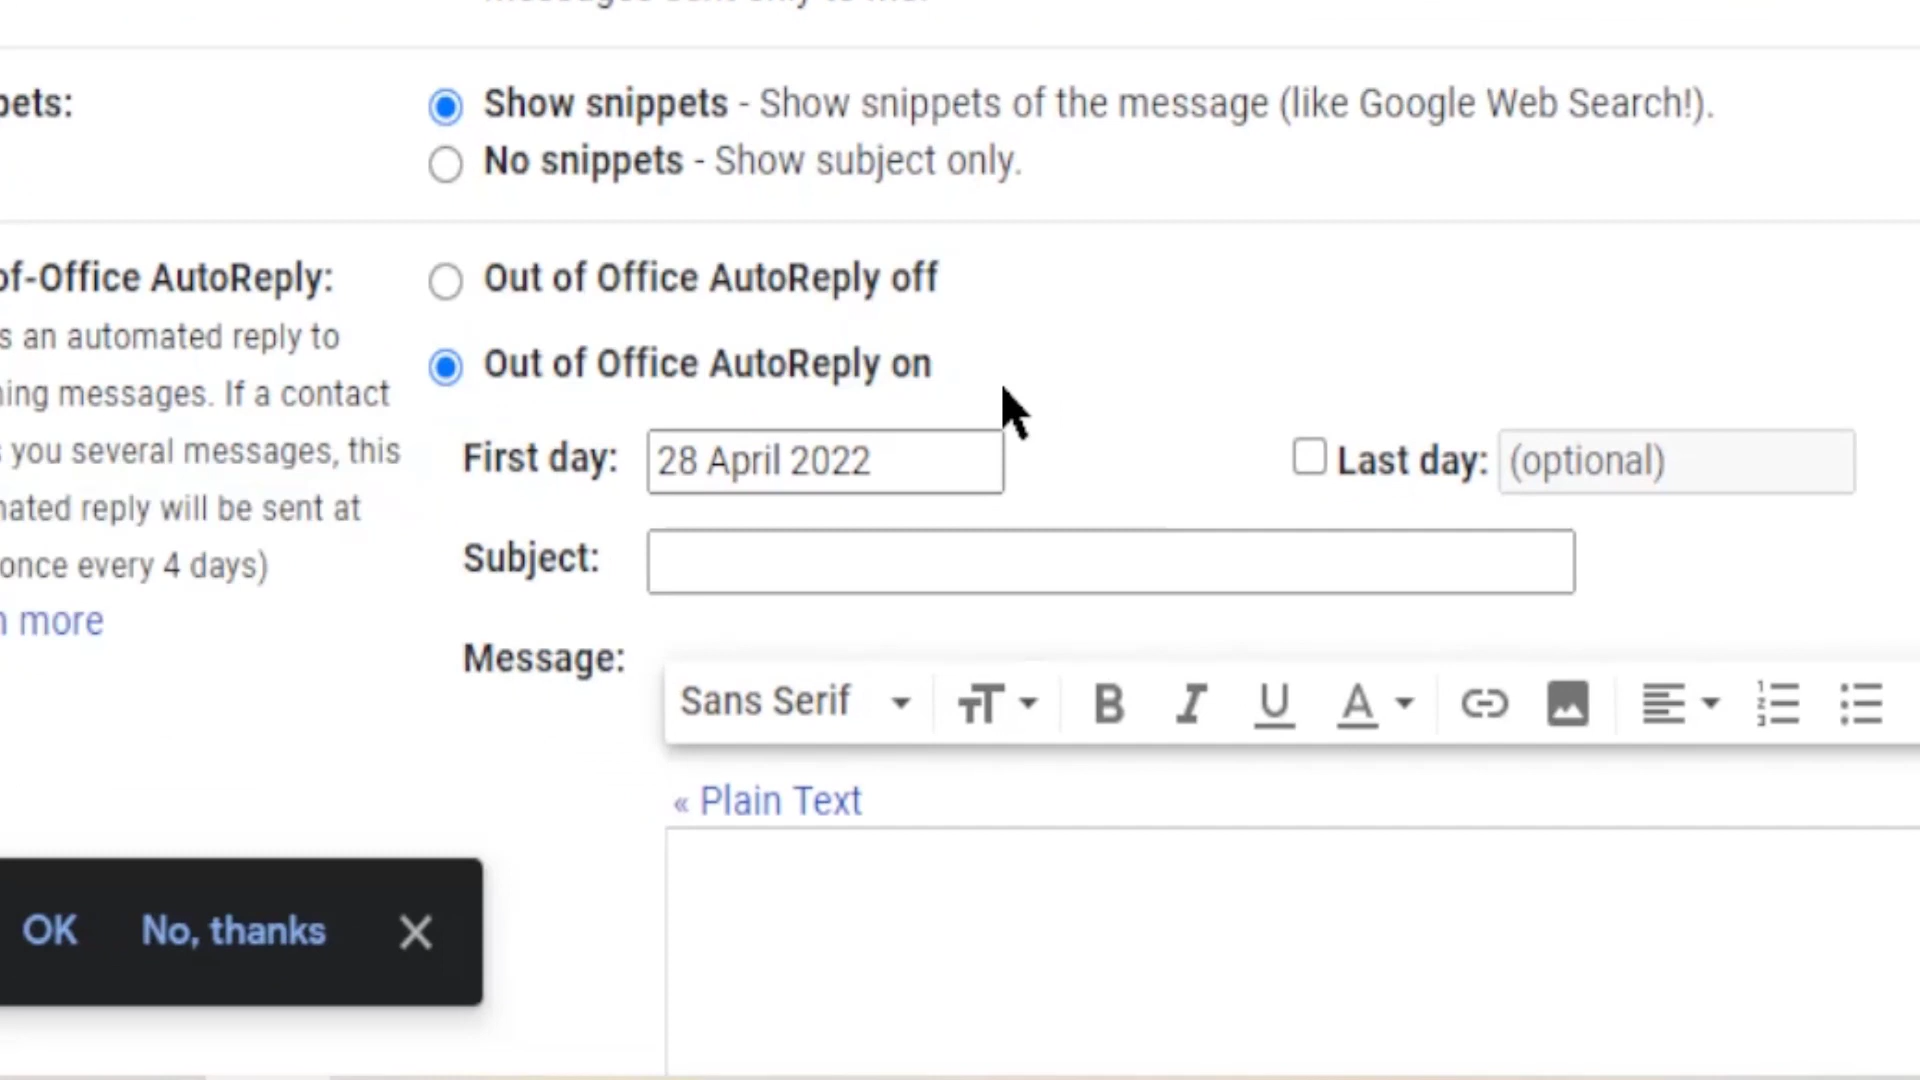 pets:
Show snippets - Show snippets of the message (like Google Web Search!).
No snippets - Show subject only.
of-Office AutoReply:
s an automated reply to
ing messages. If a contact
s you several messages, this
ated reply will be sent at
once every 4 days)
n more
Out of Office AutoReply off
Out of Office AutoReply on
First day: 28 April 2022
Last day: (optional)
Subject:
Message:
Sans Serif
B I U A
« Plain Text
OK No, thanks